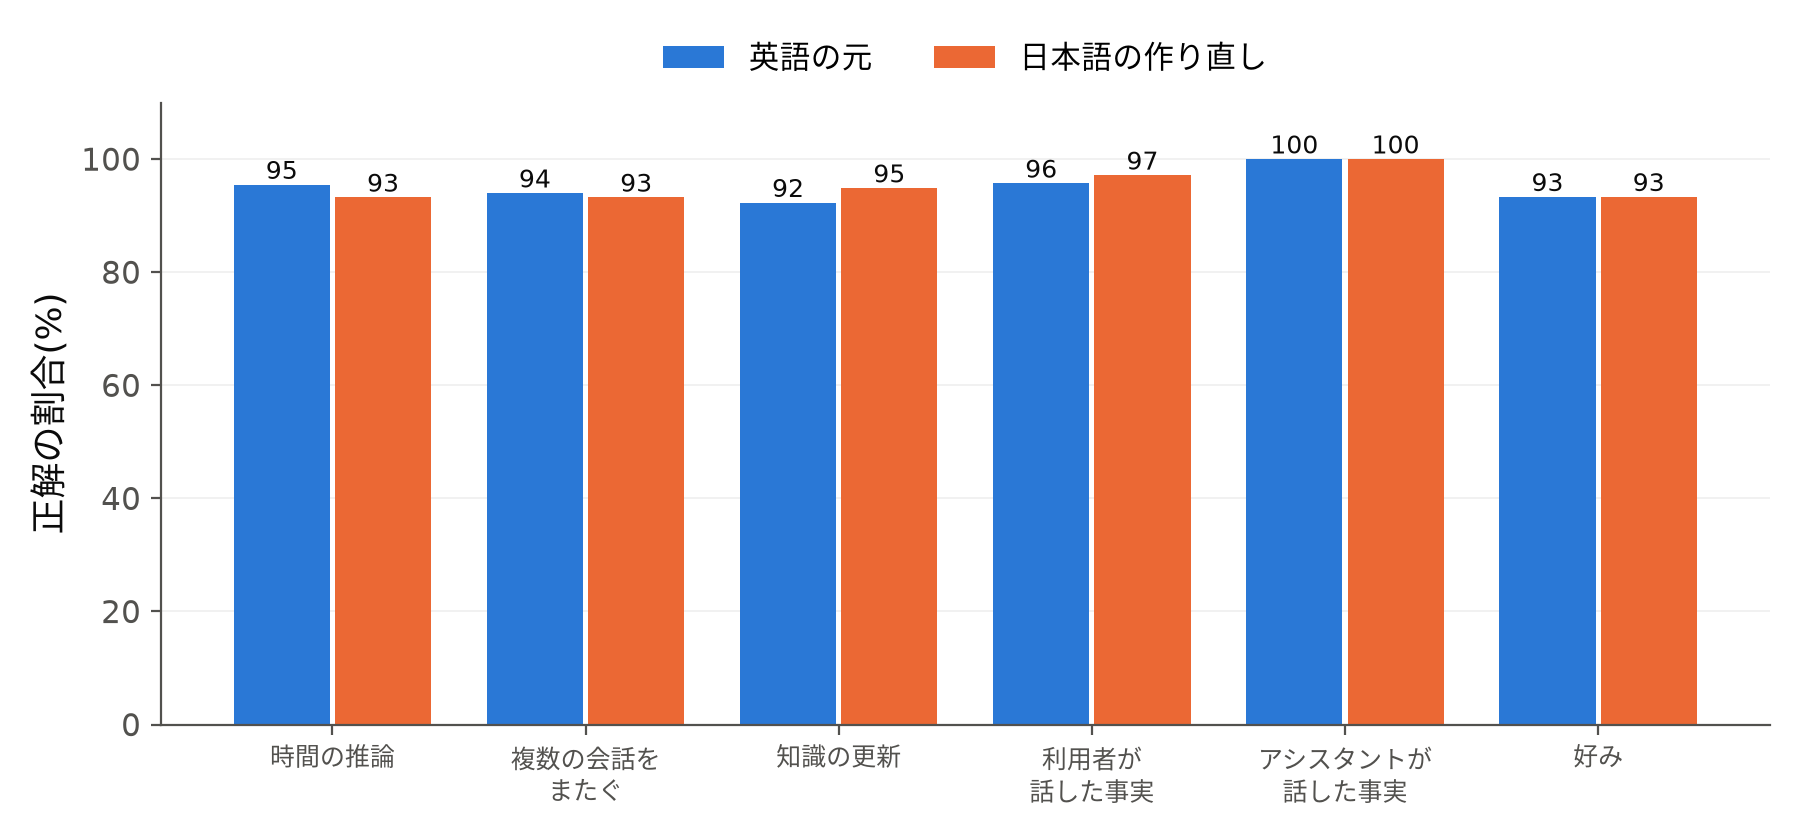 英語の元
日本語の作り直し
正解の割合(%)
100
80
60
40
20
0
95
93
94
93
92
95
96
97
100
100
93
93
時間の推論
複数の会話を
またぐ
知識の更新
利用者が
話した事実
アシスタントが
話した事実
好み